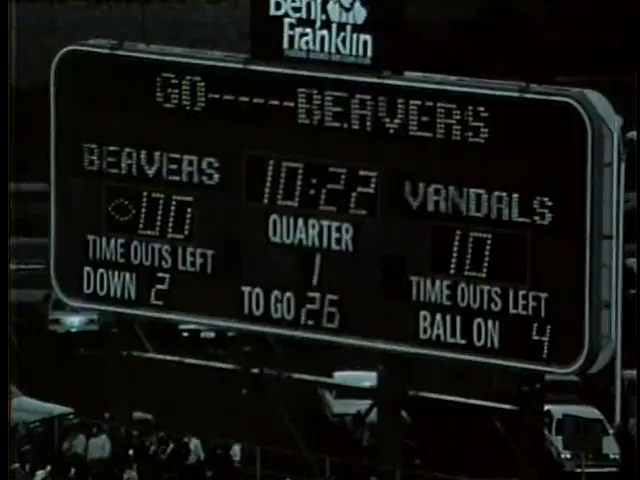 Benj.
Franklin
GO------BEAVERS
BEAVERS 10:22 VANDALS
00 QUARTER 10
TIME OUTS LEFT 1 TIME OUTS LEFT
DOWN 2 TO GO 26 BALL ON 4